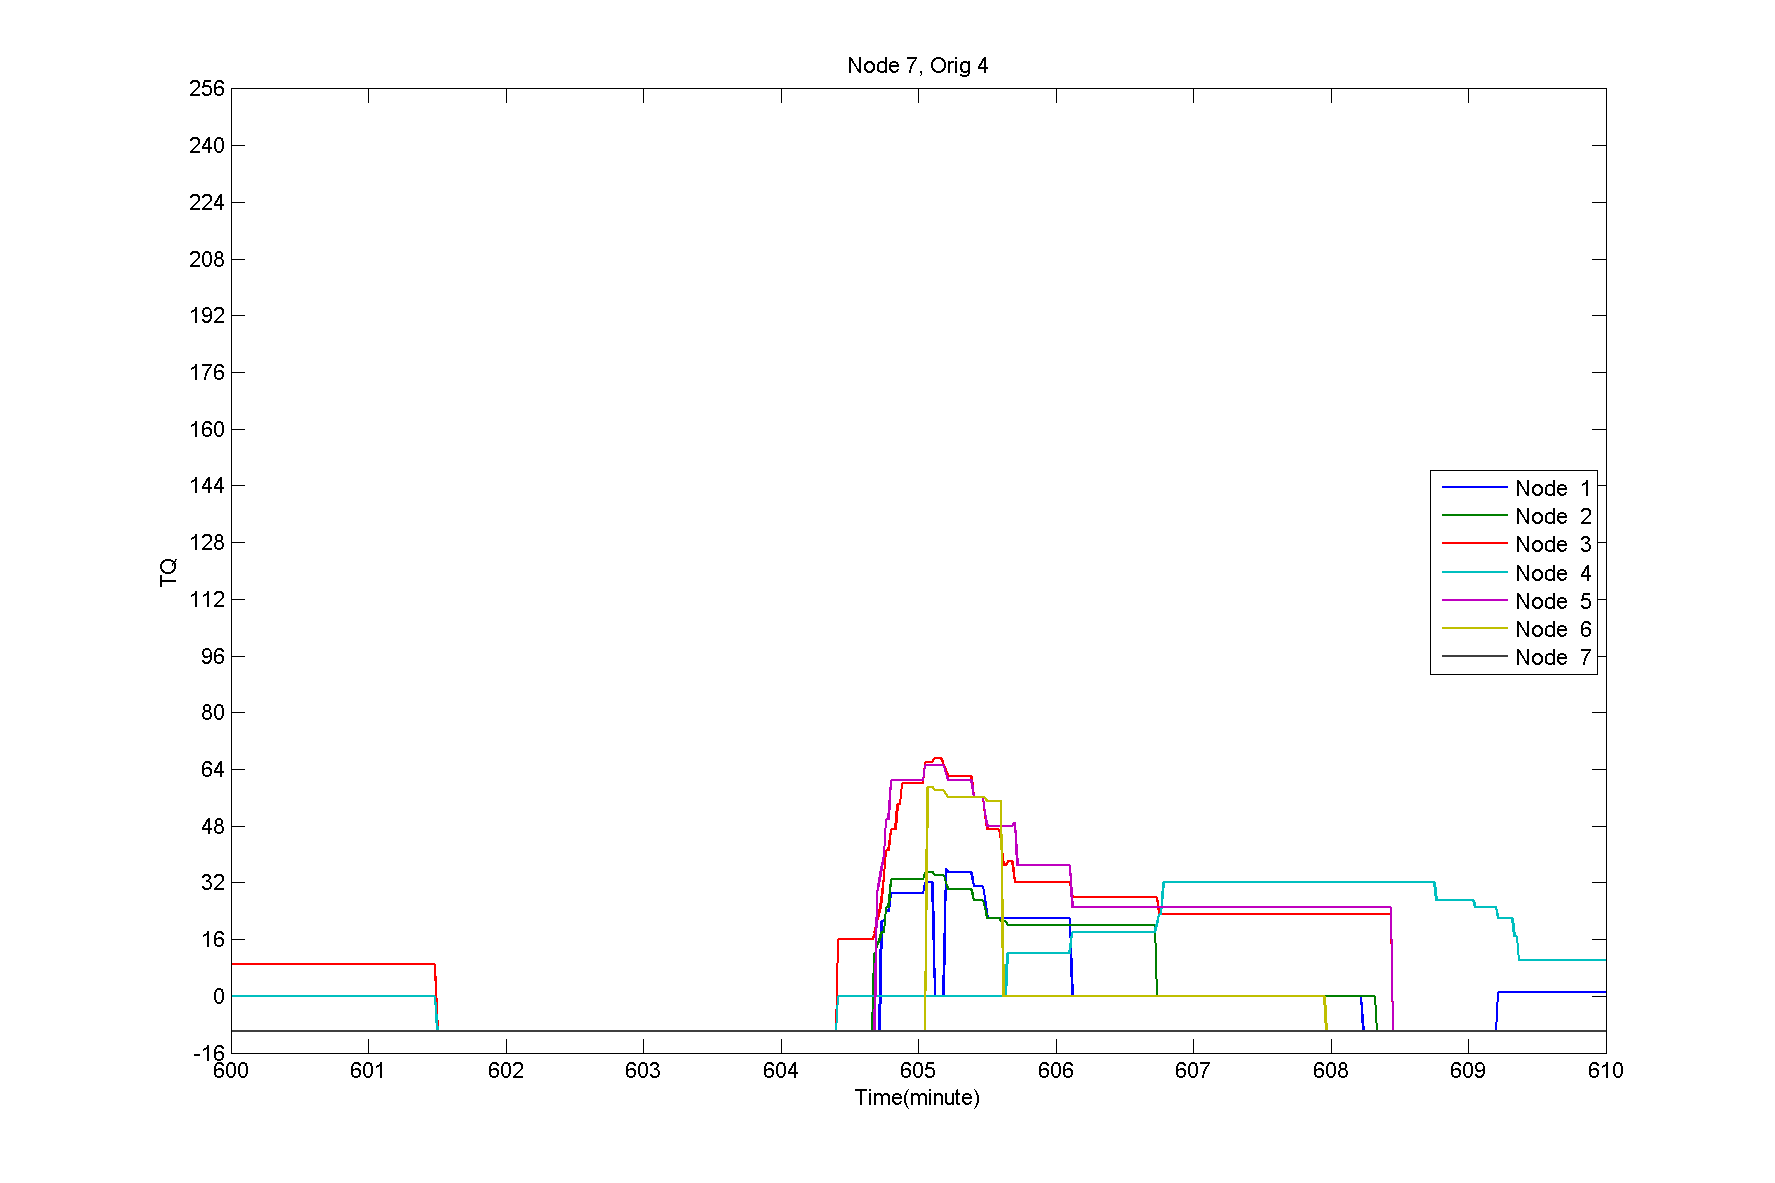 Node 7, Orig 4
256
240
224
208
192
176
160
144
128
112
96
80
64
48
32
16
0
-16
TQ
Node 1
Node 2
Node 3
Node 4
Node 5
Node 6
Node 7
600 601 602 603 604 605 606 607 608 609 610
Time(minute)